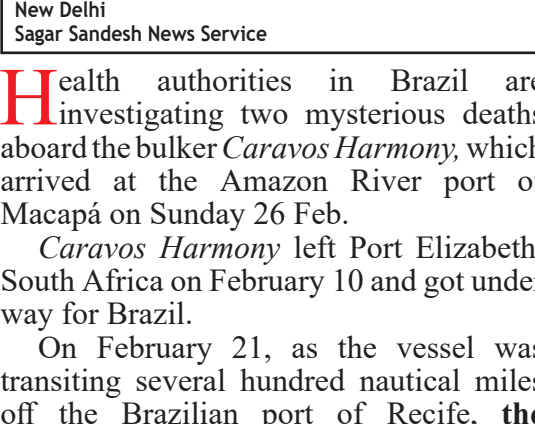 New Delhi
Sagar Sandesh News Service
Health authorities in Brazil are
investigating two mysterious deaths
aboard the bulker Caravos Harmony, which
arrived at the Amazon River port of
Macapá on Sunday 26 Feb.
Caravos Harmony left Port Elizabeth,
South Africa on February 10 and got under
way for Brazil.
On February 21, as the vessel was
transiting several hundred nautical miles
off the Brazilian port of Recife, the